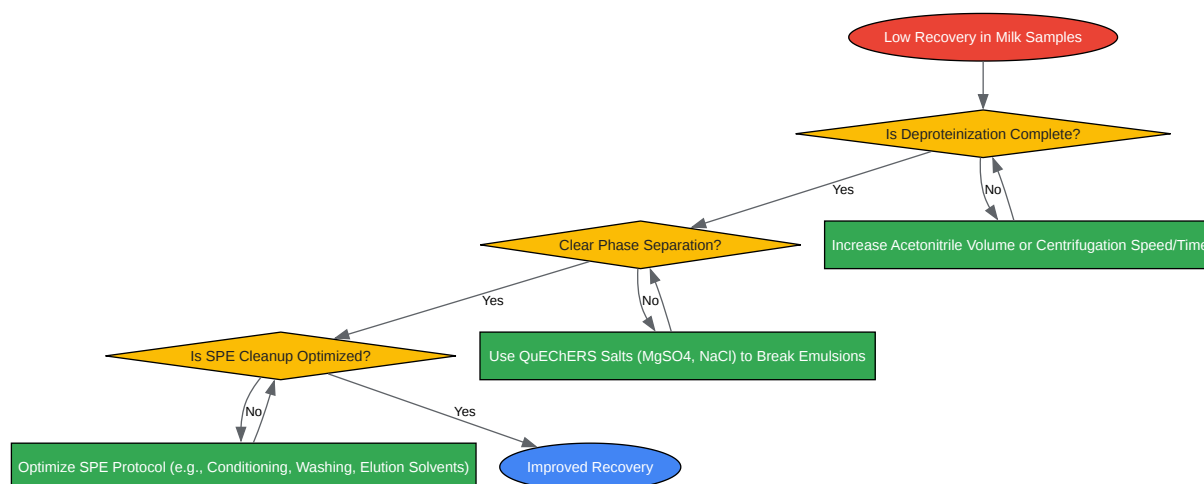 Low Recovery in Milk Samples
Is Deproteinization Complete?
Yes
No
Clear Phase Separation?
Increase Acetonitrile Volume or Centrifugation Speed/Time
Yes
No
Is SPE Cleanup Optimized?
Use QuEChERS Salts (MgSO4, NaCl) to Break Emulsions
No
Yes
Optimize SPE Protocol (e.g., Conditioning, Washing, Elution Solvents)
Improved Recovery